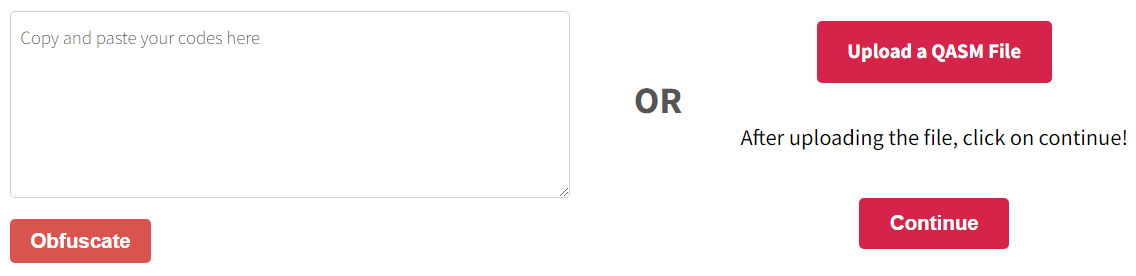 Copy and paste your codes here
Obfuscate
OR
Upload a QASM File
After uploading the file, click on continue!
Continue